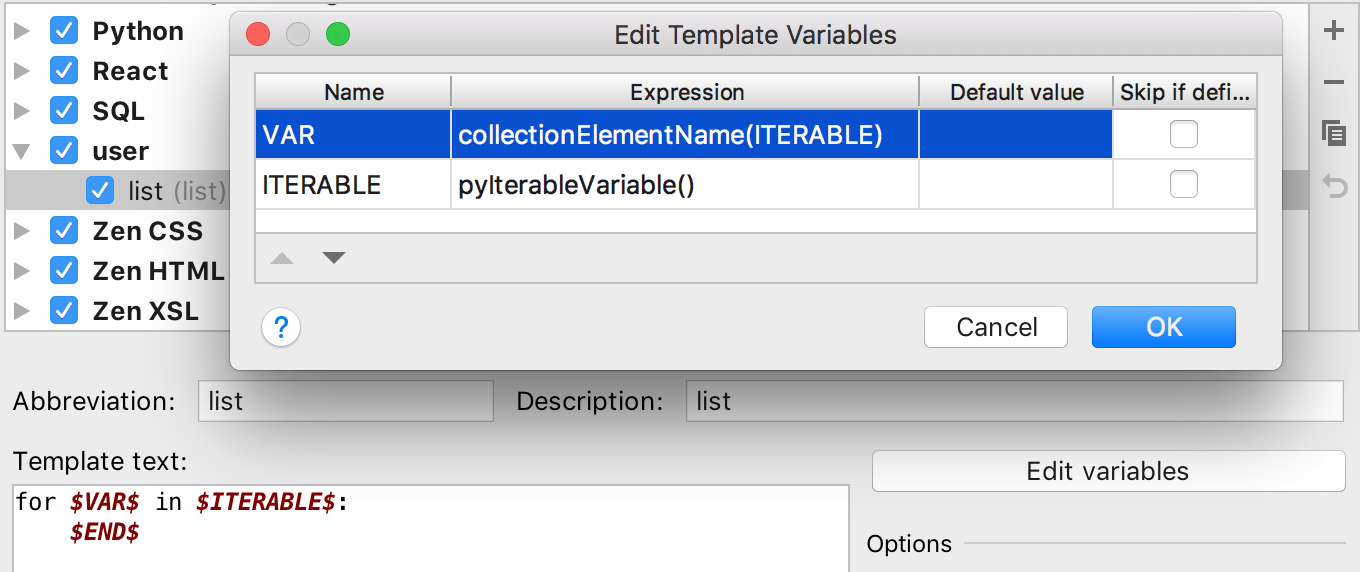 Python
React
SQL
user
list (list)
Zen CSS
Zen HTML
Zen XSL
Edit Template Variables
Name Expression Default value Skip if defi...
VAR collectionElementName(ITERABLE)
ITERABLE pyIterableVariable()
?
Cancel OK
Abbreviation: list Description: list
Template text:
Edit variables
for $VAR$ in $ITERABLE$:
$END$
Options